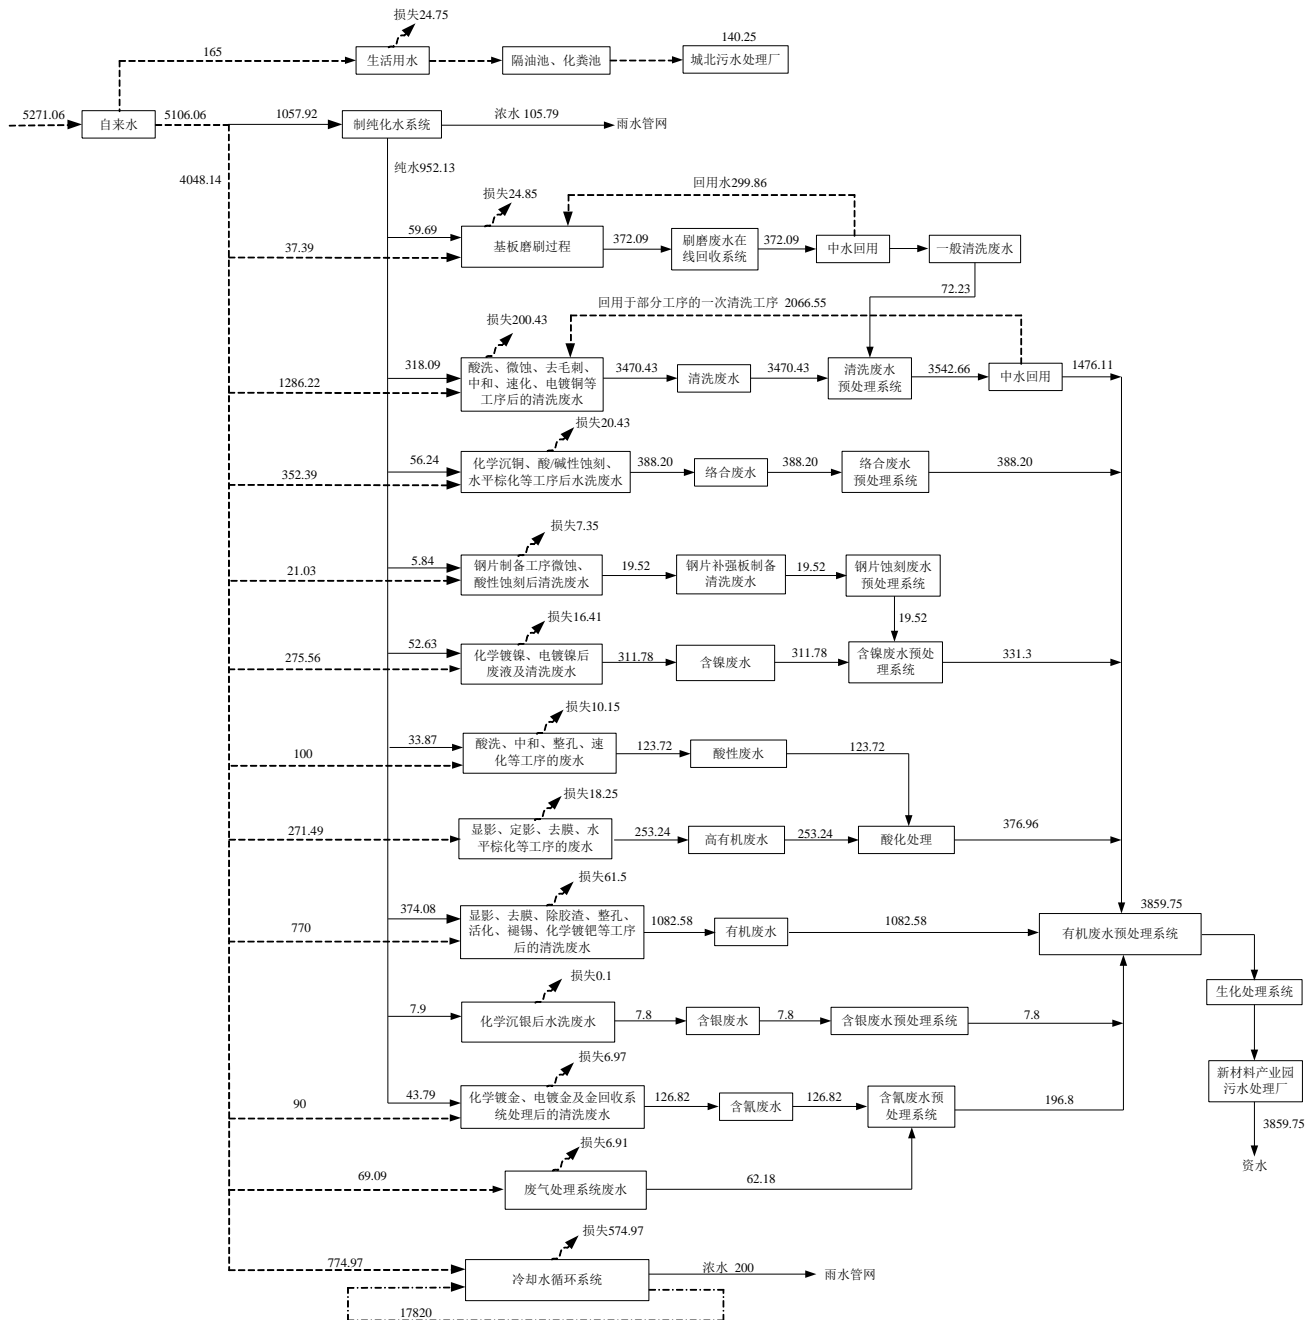 损失24.75
140.25
165
生活用水
隔油池、化粪池
城北污水处理厂
5271.06
自来水
5106.06
1057.92
制纯化水系统
浓水 105.79
雨水管网
纯水952.13
4048.14
回用水299.86
损失24.85
59.69
37.39
基板磨刷过程
372.09
刷磨废水在
线回收系统
372.09
中水回用
一般清洗废水
72.23
回用于部分工序的一次清洗工序 2066.55
损失200.43
318.09
1286.22
酸洗、微蚀、去毛刺、
中和、速化、电镀铜等
工序后的清洗废水
3470.43
清洗废水
3470.43
清洗废水
预处理系统
3542.66
中水回用
1476.11
损失20.43
56.24
352.39
化学沉铜、酸/碱性蚀刻、
水平棕化等工序后水洗废水
388.20
络合废水
388.20
络合废水
预处理系统
388.20
损失7.35
5.84
21.03
钢片制备工序微蚀、
酸性蚀刻后清洗废水
19.52
钢片补强板制备
清洗废水
19.52
钢片蚀刻废水
预处理系统
19.52
损失16.41
52.63
275.56
化学镀镍、电镀镍后
废液及清洗废水
311.78
含镍废水
311.78
含镍废水预处
理系统
331.3
损失10.15
33.87
100
酸洗、中和、整孔、速
化等工序的废水
123.72
酸性废水
123.72
损失18.25
271.49
显影、定影、去膜、水
平棕化等工序的废水
253.24
高有机废水
253.24
酸化处理
376.96
损失61.5
374.08
770
显影、去膜、除胶渣、整孔、
活化、褪锡、化学镀钯等工序
后的清洗废水
1082.58
有机废水
1082.58
3859.75
有机废水预处理系统
损失0.1
7.9
化学沉银后水洗废水
7.8
含银废水
7.8
含银废水预处理系统
7.8
生化处理系统
损失6.97
43.79
90
化学镀金、电镀金及金回收系
统处理后的清洗废水
126.82
含氰废水
126.82
含氰废水预
处理系统
196.8
新材料产业园
污水处理厂
3859.75
资水
损失6.91
69.09
废气处理系统废水
62.18
损失574.97
774.97
冷却水循环系统
浓水 200
雨水管网
17820